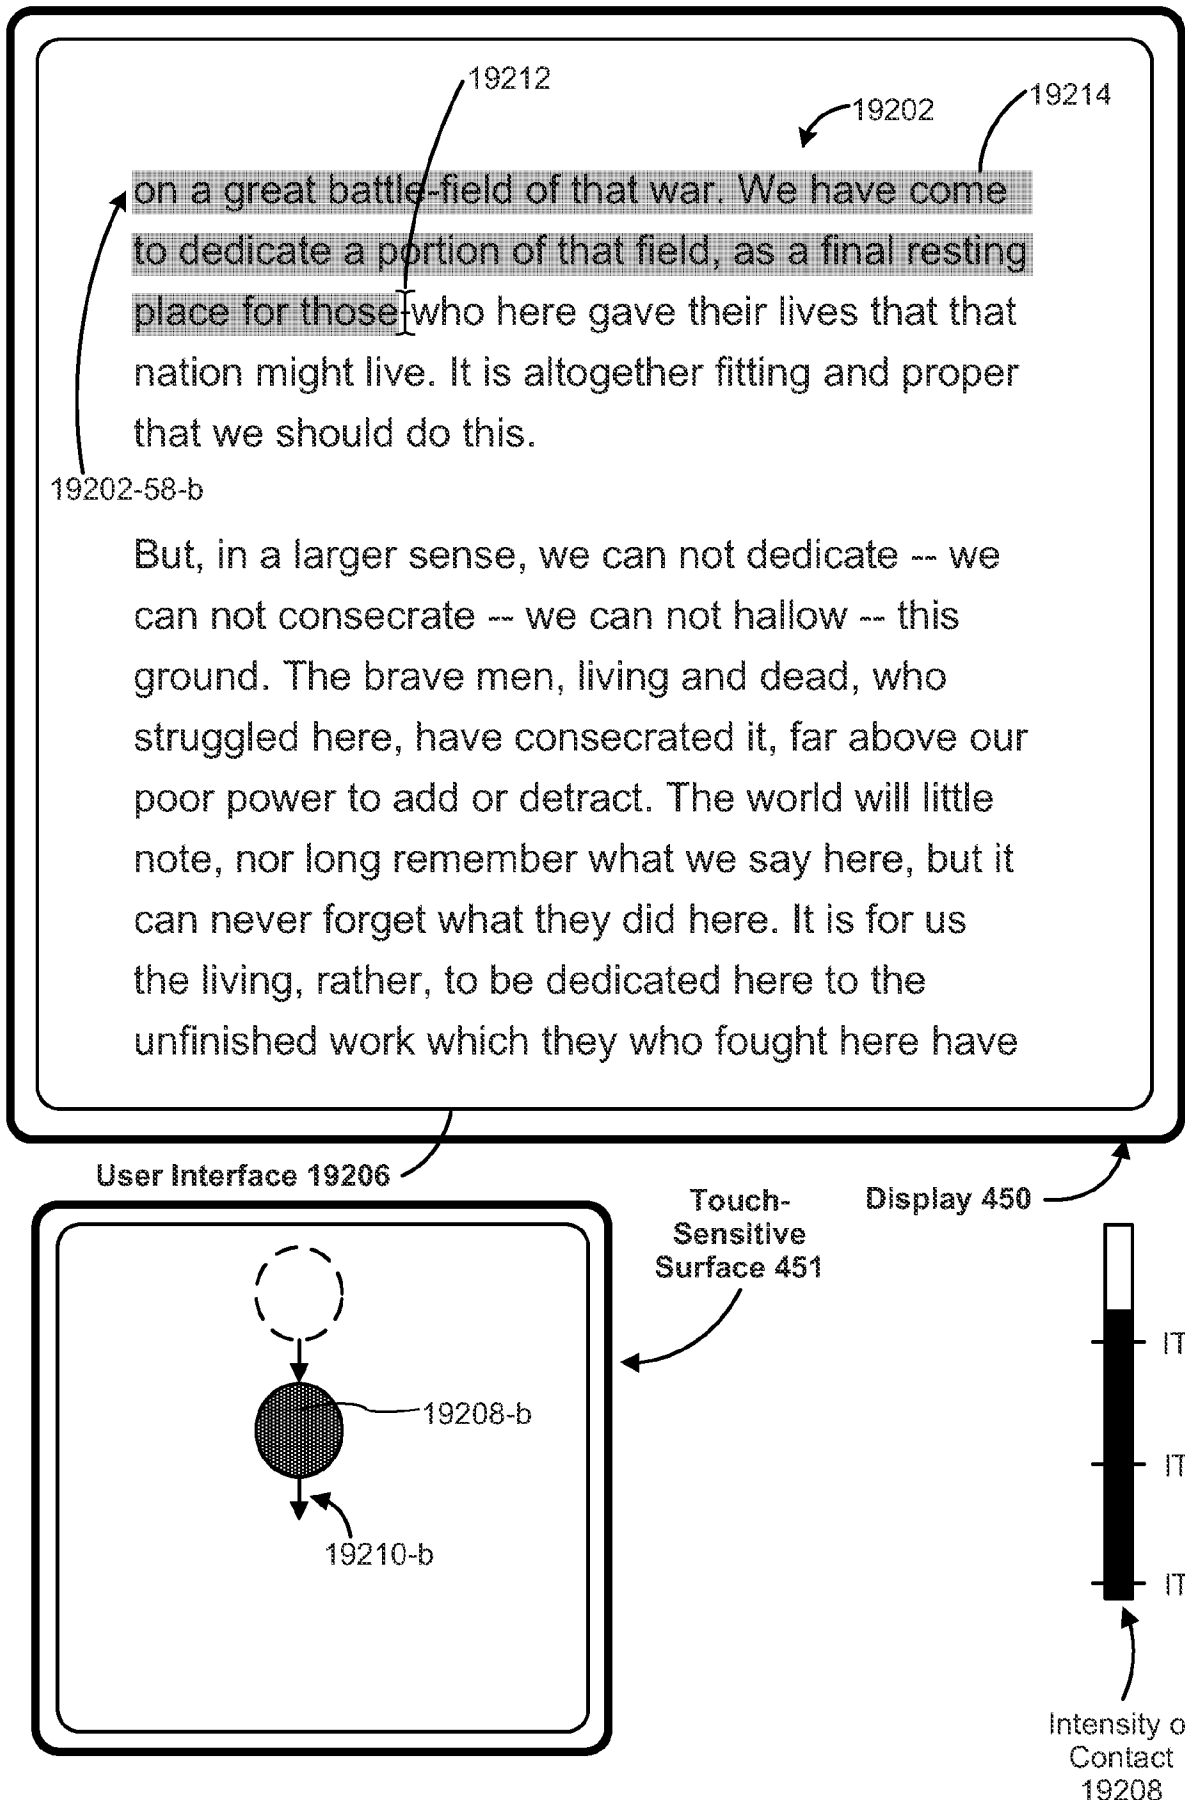 19212
19202
19214
on a great battle-field of that war. We have come
to dedicate a portion of that field, as a final resting
place for those who here gave their lives that that
nation might live. It is altogether fitting and proper
that we should do this.
19202-58-b
But, in a larger sense, we can not dedicate -- we
can not consecrate -- we can not hallow -- this
ground. The brave men, living and dead, who
struggled here, have consecrated it, far above our
poor power to add or detract. The world will little
note, nor long remember what we say here, but it
can never forget what they did here. It is for us
the living, rather, to be dedicated here to the
unfinished work which they who fought here have
User Interface 19206
Touch-
Sensitive
Surface 451
Display 450
19208-b
19210-b
IT
IT
IT
Intensity o
Contact
19208